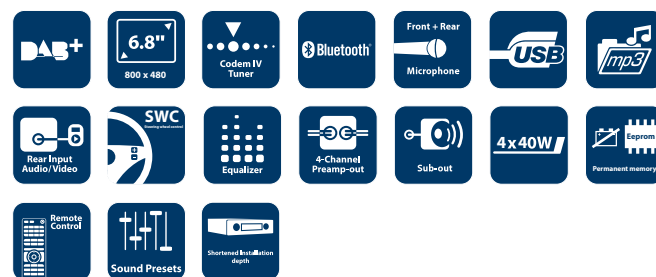 DAB+
6.8"
800 x 480
Codem IV
Tuner
Bluetooth®
Front + Rear
Microphone
USB
mp3
Rear Input
Audio/Video
SWC
Steering wheel control
Equalizer
4-Channel
Preamp-out
Sub-out
4x40W
Eeprom
Permanent memory
Remote
Control
Sound Presets
Shortened Installation
depth